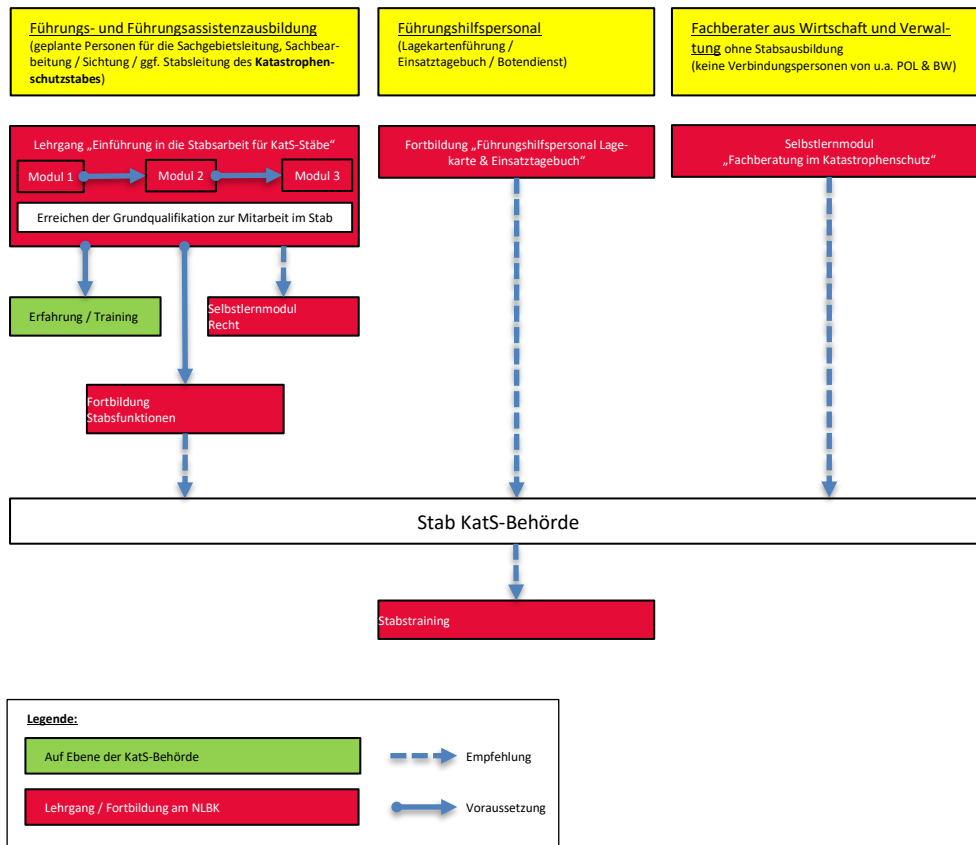 Führungs- und Führungsassistenzausbildung
(geplante Personen für die Sachgebietsleitung, Sachbear-
beitung / Sichtung / ggf. Stabsleitung des Katastrophen-
schutzstabes)
Führungshilfspersonal
(Lagekartenführung /
Einsatztagebuch / Botendienst)
Fachberater aus Wirtschaft und Verwal-
tung ohne Stabsausbildung
(keine Verbindungspersonen von u.a. POL & BW)
Lehrgang „Einführung in die Stabsarbeit für KatS-Stäbe"
Modul 1
Modul 2
Modul 3
Erreichen der Grundqualifikation zur Mitarbeit im Stab
Fortbildung „Führungshilfspersonal Lage-
karte & Einsatztagebuch"
Selbstlernmodul
„Fachberatung im Katastrophenschutz"
Erfahrung / Training
Selbstlernmodul
Recht
Fortbildung
Stabsfunktionen
Stab KatS-Behörde
Stabstraining
Legende:
Auf Ebene der KatS-Behörde
Empfehlung
Lehrgang / Fortbildung am NLBK
Voraussetzung